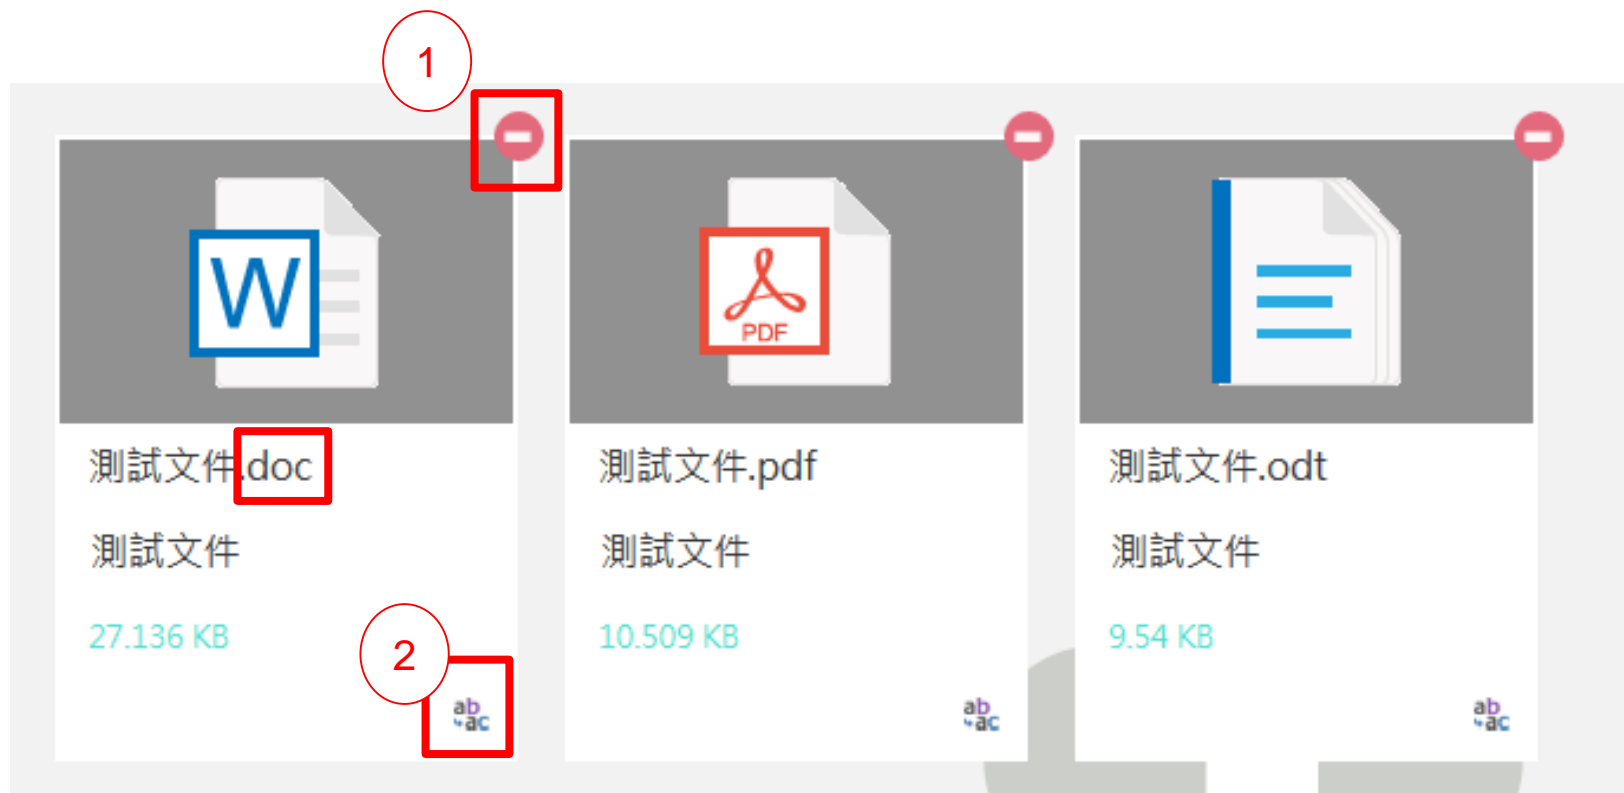 1
W
PDF
測試文件.doc
測試文件.pdf
測試文件.odt
測試文件
測試文件
測試文件
27.136 KB
10.509 KB
9.54 KB
2
ab
ac
ab
ac
ab
ac